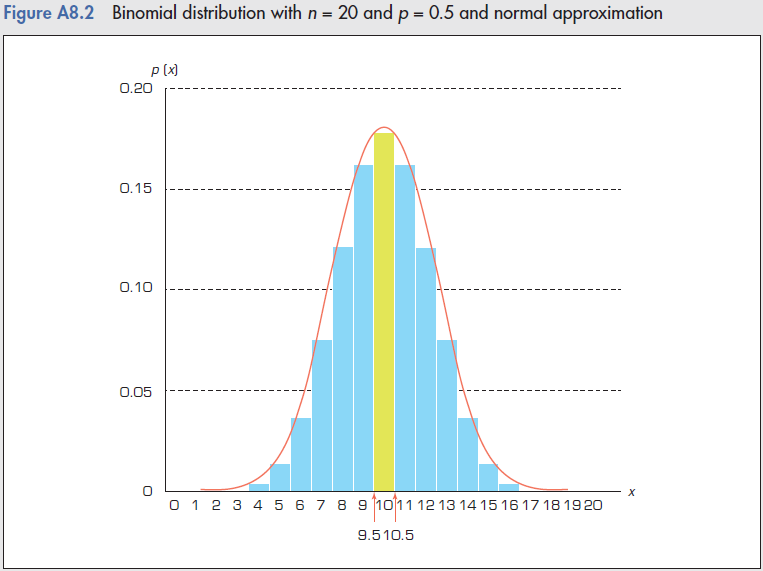 Figure A8.2 Binomial distribution with n = 20 and p = 0.5 and normal approximation
p (x)
0.20
0.15
0.10
0.05
0
x
0 1 2 3 4 5 6 7 8 9 10 11 12 13 14 15 16 17 18 19 20
9.5 10.5